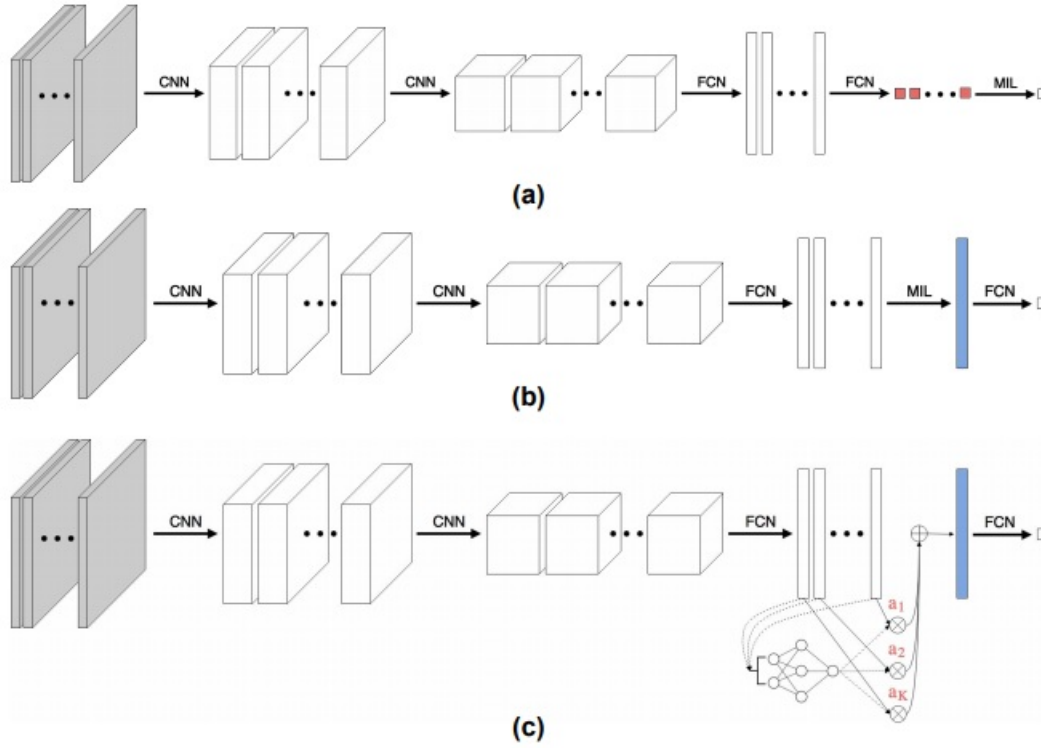 CNN CNN FCN FCN MIL
(a)
CNN CNN FCN MIL FCN
(b)
CNN CNN FCN FCN
a1
a2
aK
(c)